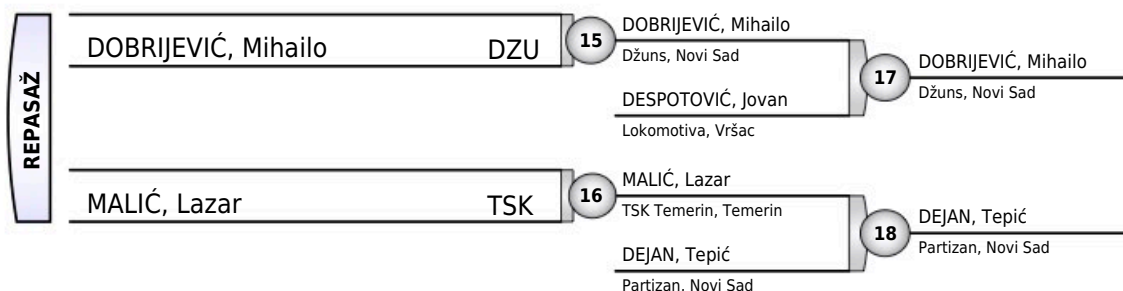 REPASAŽ
DOBRIJEVIĆ, Mihailo DZU
15
DOBRIJEVIĆ, Mihailo
Džuns, Novi Sad
DESPOTOVIĆ, Jovan
Lokomotiva, Vršac
17
DOBRIJEVIĆ, Mihailo
Džuns, Novi Sad
MALIĆ, Lazar TSK
16
MALIĆ, Lazar
TSK Temerin, Temerin
DEJAN, Tepić
Partizan, Novi Sad
18
DEJAN, Tepić
Partizan, Novi Sad